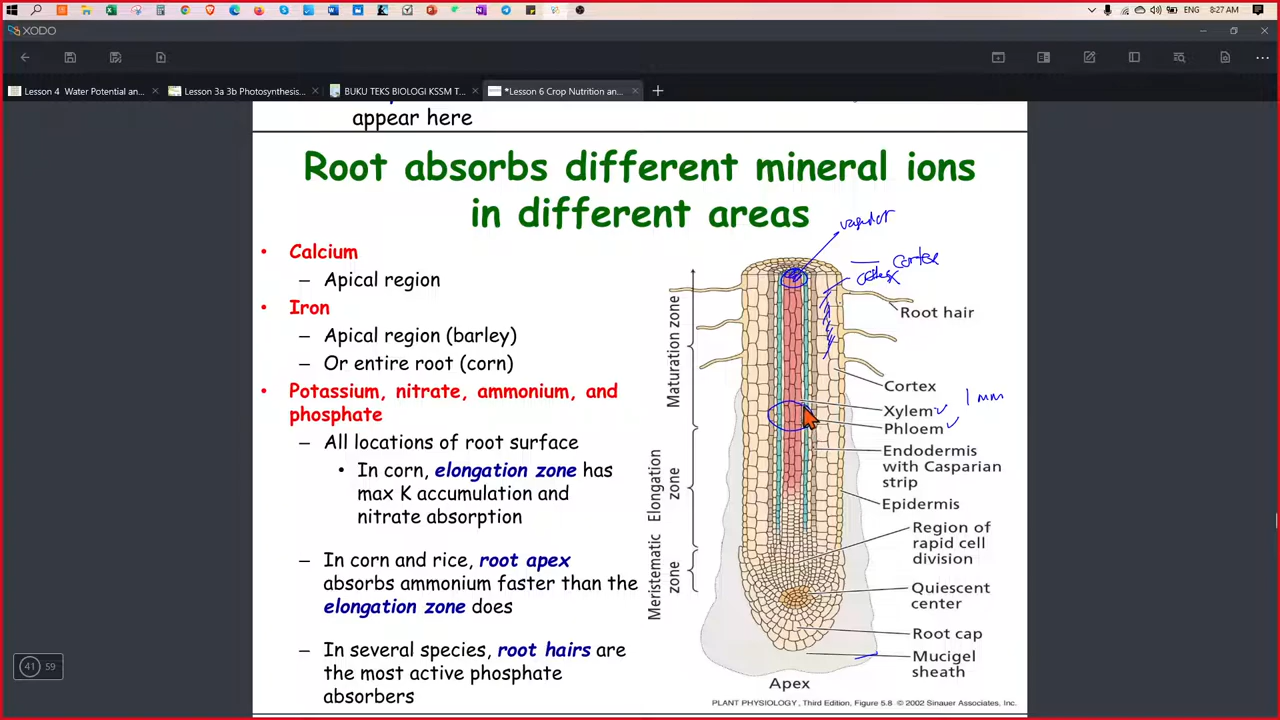 ENG
8:27 AM
XODO
Lesson 4 Water Potential an
Lesson 3a 3b Photosynthesis...
BUKU TEKS BIOLOGI KSSM T...
*Lesson 6 Crop Nutrition an...
appear here
Root absorbs different mineral ions
in different areas
• Calcium
– Apical region
• Iron
– Apical region (barley)
– Or entire root (corn)
• Potassium, nitrate, ammonium, and
phosphate
– All locations of root surface
• In corn, elongation zone has
max K accumulation and
nitrate absorption
– In corn and rice, root apex
absorbs ammonium faster than the
elongation zone does
– In several species, root hairs are
the most active phosphate
absorbers
cortex
Root hair
Cortex
1 mm
Xylem
Phloem
Endodermis
with Casparian
strip
Epidermis
Region of
rapid cell
division
Quiescent
center
Root cap
Mucigel
sheath
Apex
Maturation zone
Elongation
zone
Meristematic
zone
PLANT PHYSIOLOGY, Third Edition, Figure 5.8 © 2002 Sinauer Associates, Inc.
41 59